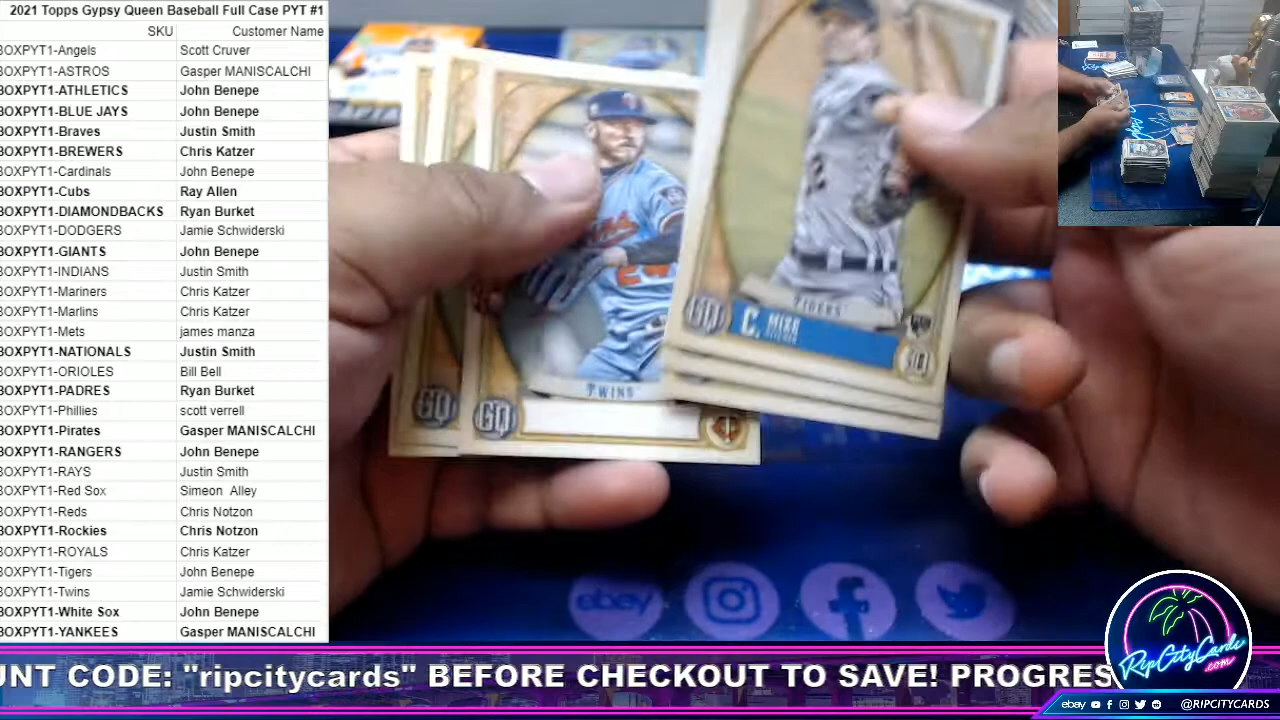 2021 Topps Gypsy Queen Baseball Full Case PYT #1
SKU Customer Name
BOXPYT1-Angels Scott Cruver
BOXPYT1-ASTROS Gasper MANISCALCHI
BOXPYT1-ATHLETICS John Benepe
BOXPYT1-BLUE JAYS John Benepe
BOXPYT1-Braves Justin Smith
BOXPYT1-BREWERS Chris Katzer
BOXPYT1-Cardinals John Benepe
BOXPYT1-Cubs Ray Allen
BOXPYT1-DIAMONDBACKS Ryan Burket
BOXPYT1-DODGERS Jamie Schwiderski
BOXPYT1-GIANTS John Benepe
BOXPYT1-INDIANS Justin Smith
BOXPYT1-Mariners Chris Katzer
BOXPYT1-Marlins Chris Katzer
BOXPYT1-Mets james manza
BOXPYT1-NATIONALS Justin Smith
BOXPYT1-ORIOLES Bill Bell
BOXPYT1-PADRES Ryan Burket
BOXPYT1-Phillies scott verrell
BOXPYT1-Pirates Gasper MANISCALCHI
BOXPYT1-RANGERS John Benepe
BOXPYT1-RAYS Justin Smith
BOXPYT1-Red Sox Simeon Alley
BOXPYT1-Reds Chris Notzon
BOXPYT1-Rockies Chris Notzon
BOXPYT1-ROYALS Chris Katzer
BOXPYT1-Tigers John Benepe
BOXPYT1-Twins Jamie Schwiderski
BOXPYT1-White Sox John Benepe
BOXPYT1-YANKEES Gasper MANISCALCHI
TIGERS
GQ C. MIZE
PITCHER
TWINS
GQ GQ
ebay
UNT CODE: "ripcitycards" BEFORE CHECKOUT TO SAVE! PROGRES
RipCityCards
.com
ebay @RIPCITYCARDS